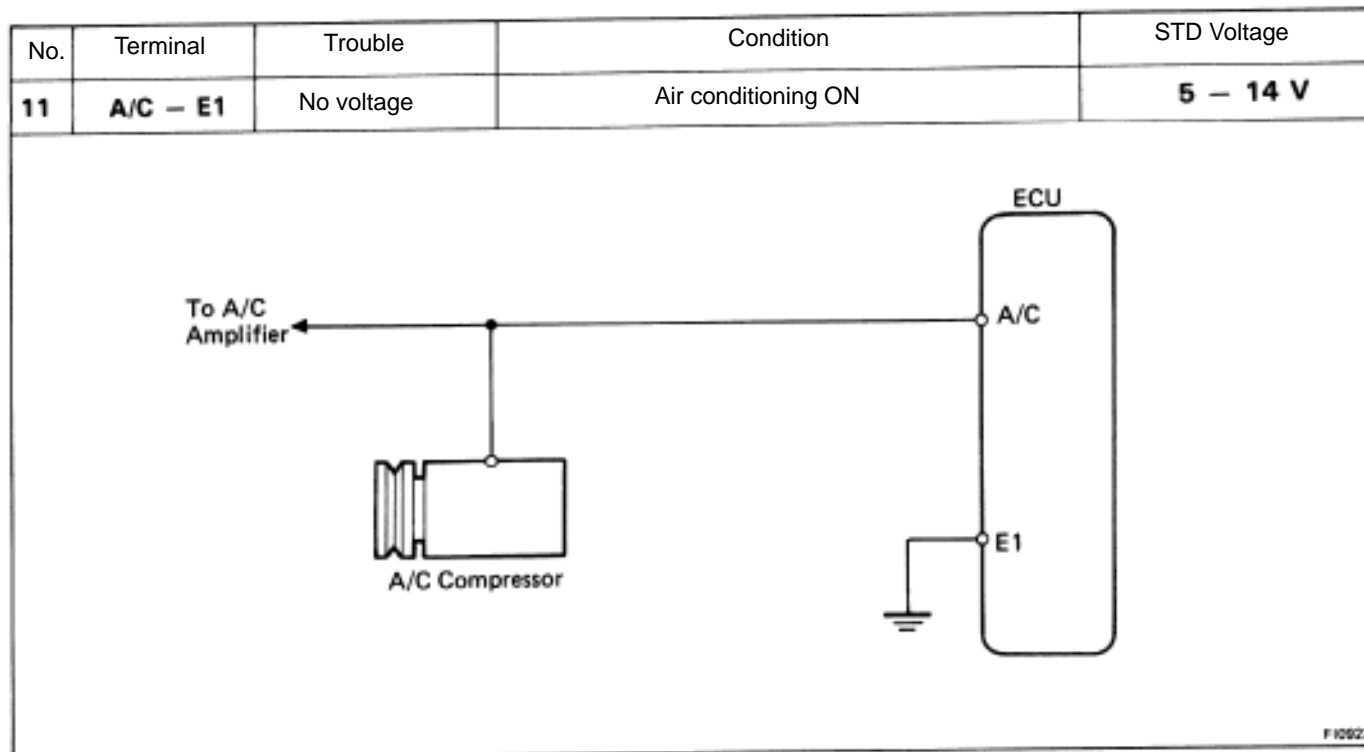 No. Terminal Trouble Condition STD Voltage
11 A/C — E1 No voltage Air conditioning ON 5 — 14 V
ECU
To A/C
Amplifier
A/C
E1
A/C Compressor